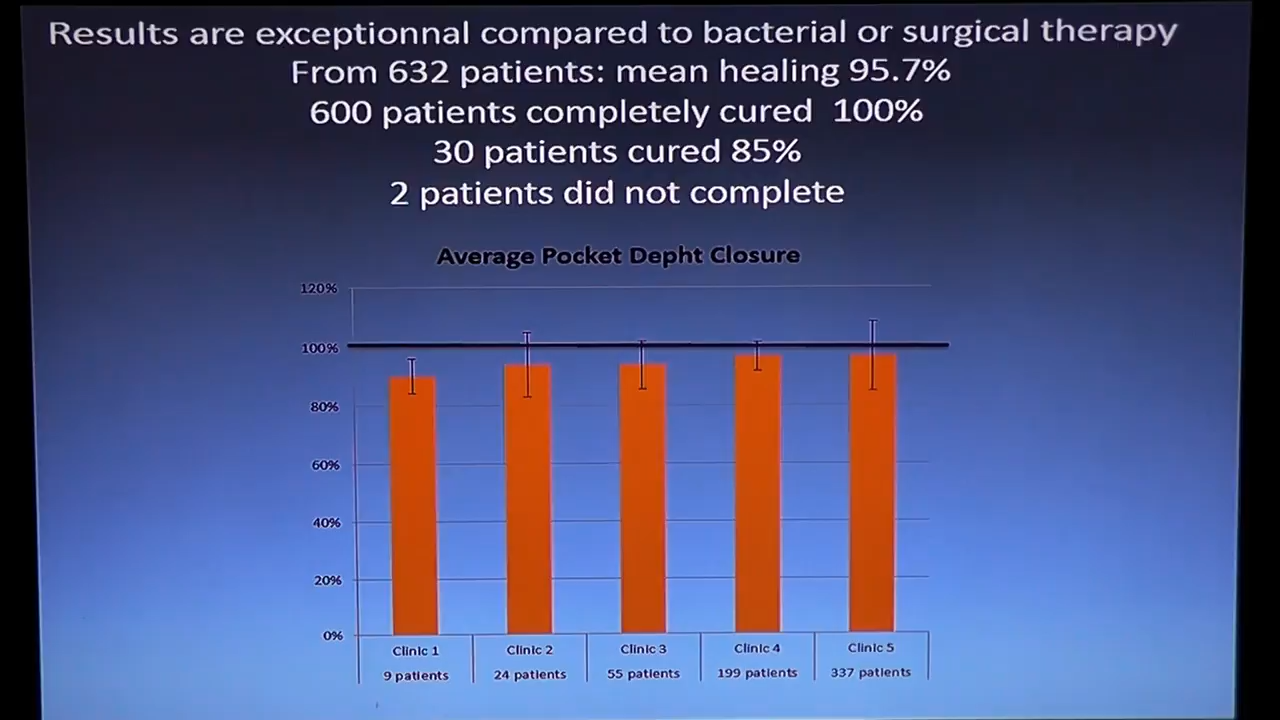 Results are exceptionnal compared to bacterial or surgical therapy
From 632 patients: mean healing 95.7%
600 patients completely cured  100%
30 patients cured 85%
2 patients did not complete
Average Pocket Depht Closure
120%
100%
80%
60%
40%
20%
0%
Clinic 1
Clinic 2
Clinic 3
Clinic 4
Clinic 5
9 patients
24 patients
55 patients
199 patients
337 patients